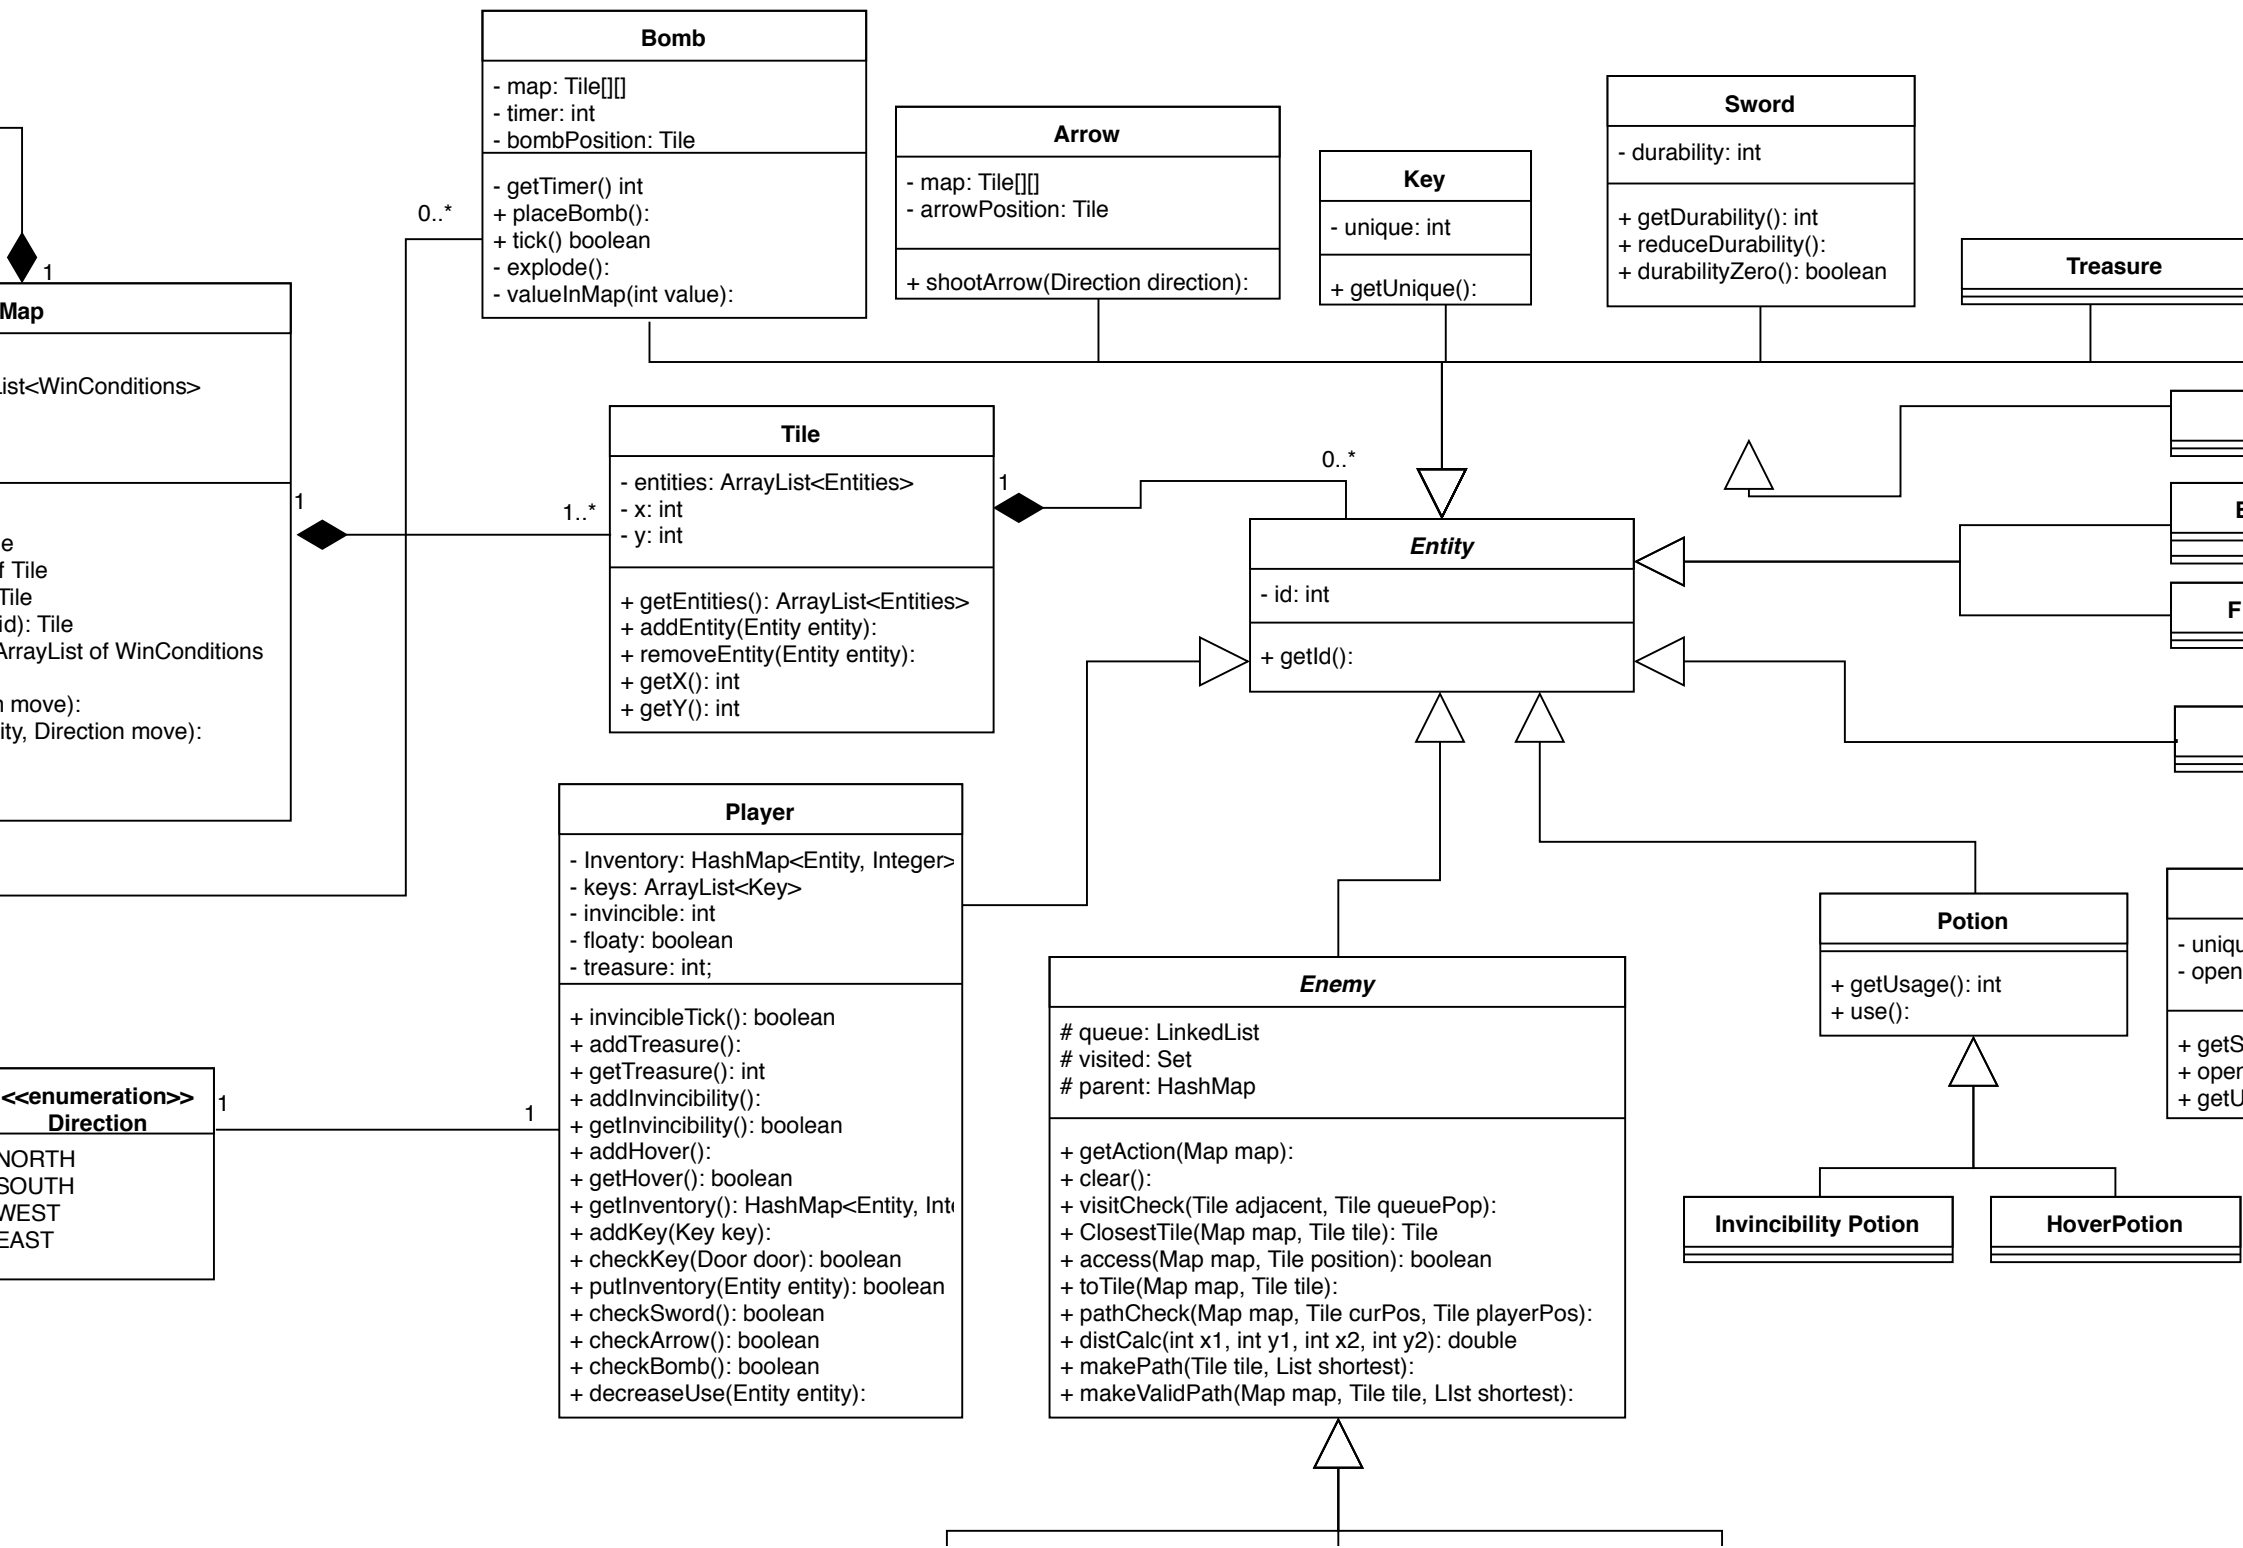 Bomb
- map: Tile[][]
- timer: int
- bombPosition: Tile
- getTimer() int
+ placeBomb():
+ tick() boolean
- explode():
- valueInMap(int value):
0..*
Arrow
- map: Tile[][]
- arrowPosition: Tile
+ shootArrow(Direction direction):
Key
- unique: int
+ getUnique():
Sword
- durability: int
+ getDurability(): int
+ reduceDurability():
+ durabilityZero(): boolean
Treasure
1
Map
<WinConditions>
f Tile
Tile
id): Tile
ArrayList of WinConditions
move):
ity, Direction move):
1
1..*
Tile
- entities: ArrayList<Entities>
- x: int
- y: int
+ getEntities(): ArrayList<Entities>
+ addEntity(Entity entity):
+ removeEntity(Entity entity):
+ getX(): int
+ getY(): int
1
0..*
Entity
- id: int
+ getId():
Player
- Inventory: HashMap<Entity, Integer>
- keys: ArrayList<Key>
- invincible: int
- floaty: boolean
- treasure: int;
+ invincibleTick(): boolean
+ addTreasure():
+ getTreasure(): int
+ addInvincibility():
+ getInvincibility(): boolean
+ addHover():
+ getHover(): boolean
+ getInventory(): HashMap<Entity, Int
+ addKey(Key key):
+ checkKey(Door door): boolean
+ putInventory(Entity entity): boolean
+ checkSword(): boolean
+ checkArrow(): boolean
+ checkBomb(): boolean
+ decreaseUse(Entity entity):
<<enumeration>>
Direction
NORTH
SOUTH
WEST
EAST
1
1
Enemy
# queue: LinkedList
# visited: Set
# parent: HashMap
+ getAction(Map map):
+ clear():
+ visitCheck(Tile adjacent, Tile queuePop):
+ ClosestTile(Map map, Tile tile): Tile
+ access(Map map, Tile position): boolean
+ toTile(Map map, Tile tile):
+ pathCheck(Map map, Tile curPos, Tile playerPos):
+ distCalc(int x1, int y1, int x2, int y2): double
+ makePath(Tile tile, List shortest):
+ makeValidPath(Map map, Tile tile, LIst shortest):
Potion
+ getUsage(): int
+ use():
Invincibility Potion
HoverPotion
- uniqu
- open
+ getS
+ open
+ getU